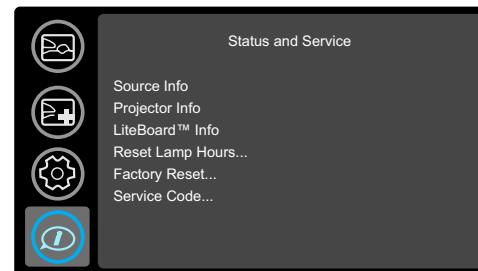 Status and Service
Source Info
Projector Info
LiteBoard™ Info
Reset Lamp Hours...
Factory Reset...
Service Code...